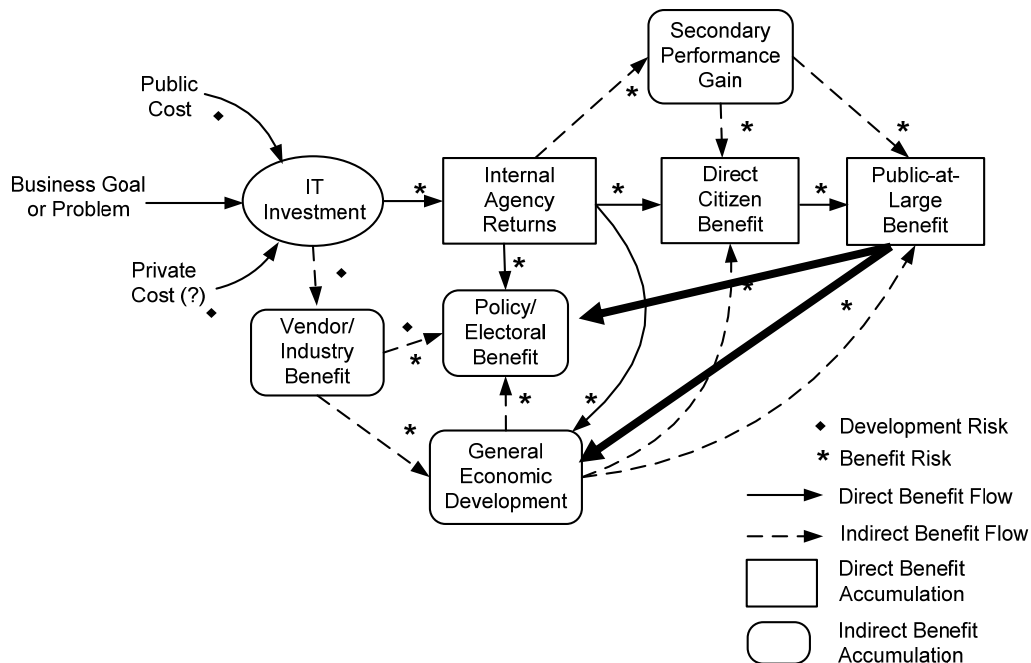 Secondary
Performance
Gain
Public
Cost
Business Goal
or Problem
IT
Investment
Internal
Agency
Returns
Direct
Citizen
Benefit
Public-at-
Large
Benefit
Private
Cost (?)
Vendor/
Industry
Benefit
Policy/
Electoral
Benefit
General
Economic
Development
Development Risk
* Benefit Risk
Direct Benefit Flow
Indirect Benefit Flow
Direct Benefit
Accumulation
Indirect Benefit
Accumulation